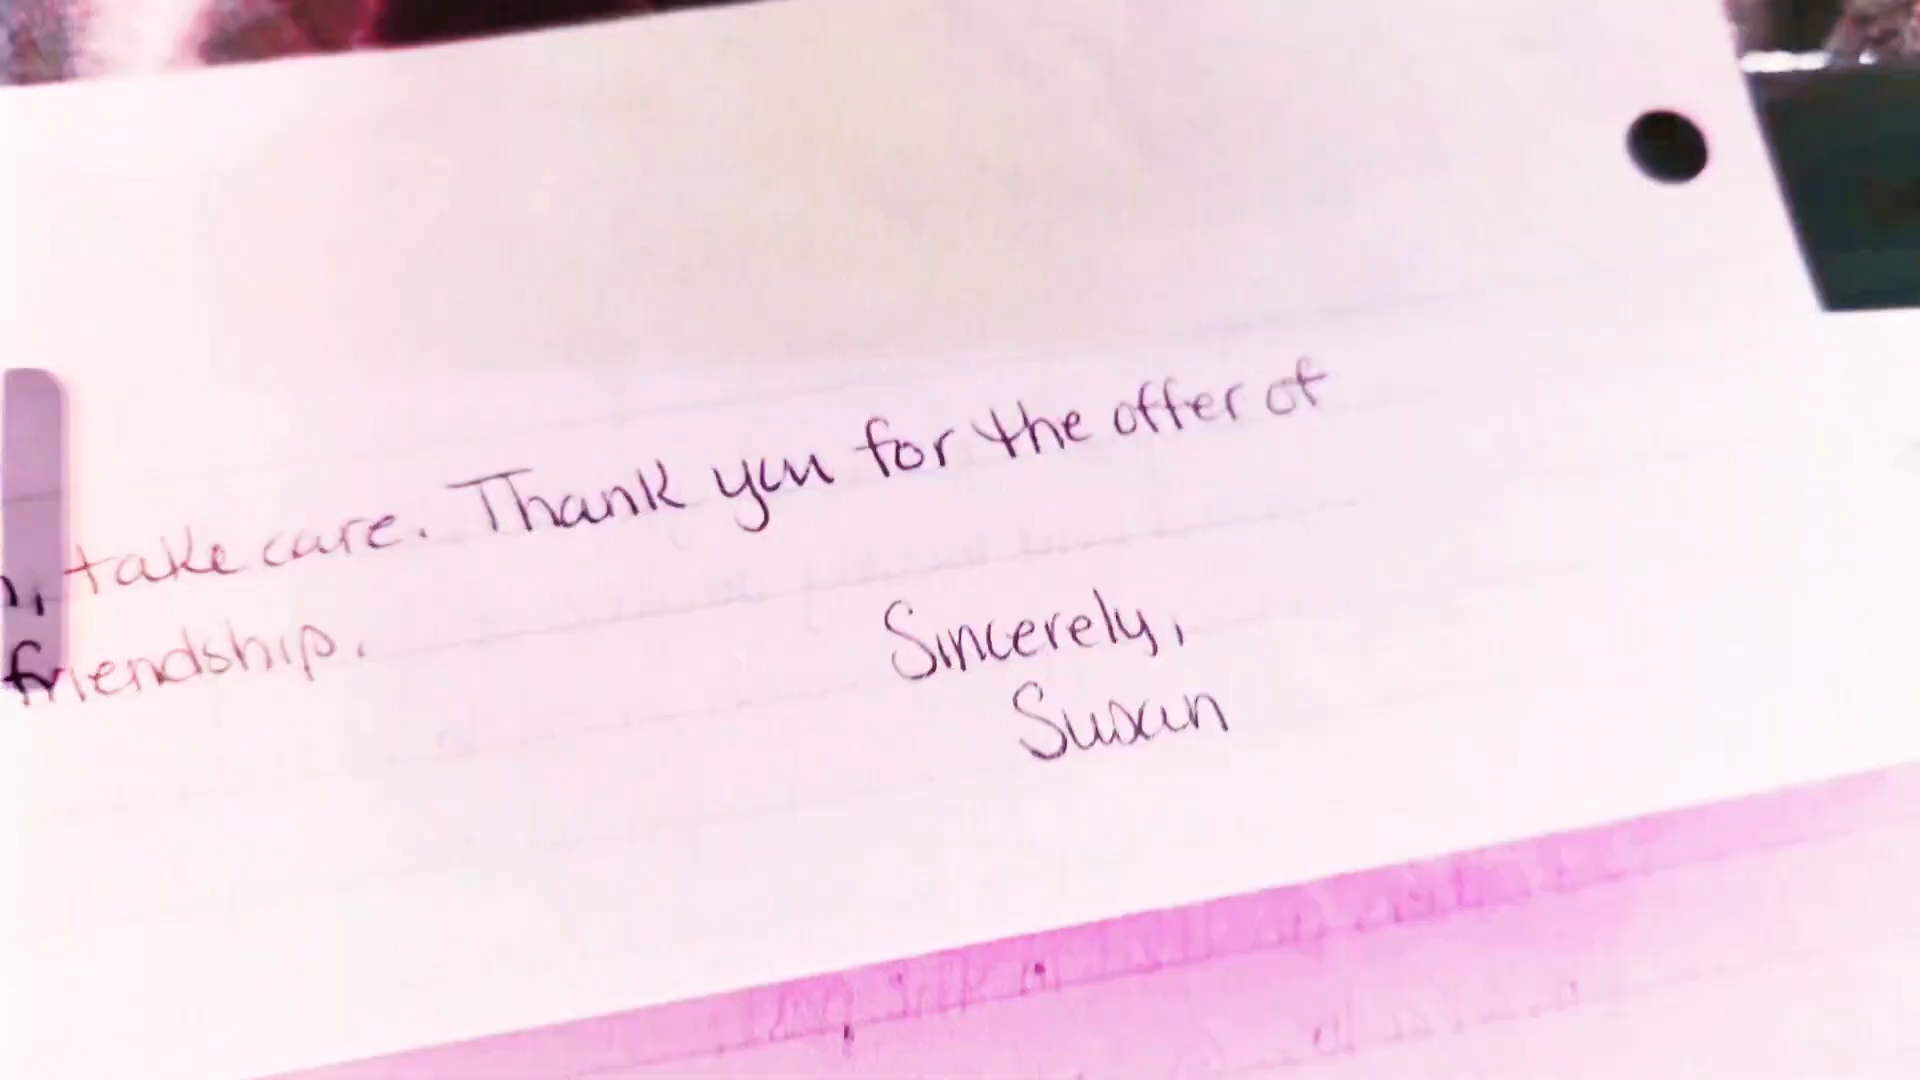 , take care. Thank you for the offer of
friendship.
Sincerely,
Susan